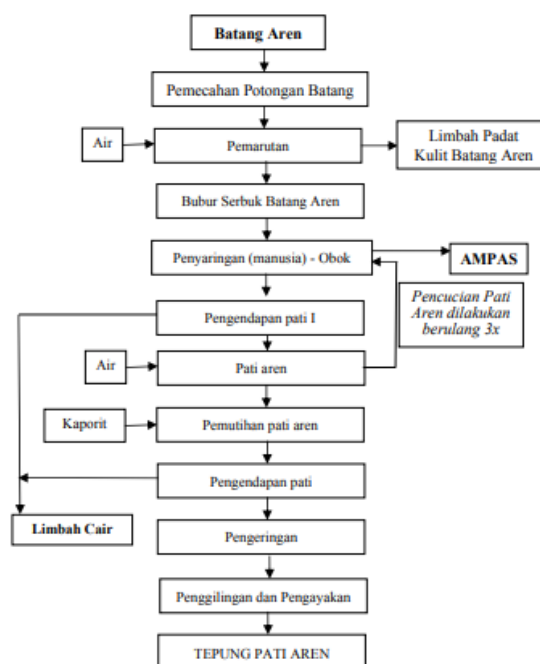 Batang Aren
Pemecahan Potongan Batang
Air
Pemarutan
Limbah Padat
Kulit Batang Aren
Bubur Serbuk Batang Aren
Penyaringan (manusia) - Obok
AMPAS
Pencucian Pati
Aren dilakukan
berulang 3x
Pengendapan pati I
Air
Pati aren
Kaporit
Pemutihan pati aren
Pengendapan pati
Limbah Cair
Pengeringan
Penggilingan dan Pengayakan
TEPUNG PATI AREN